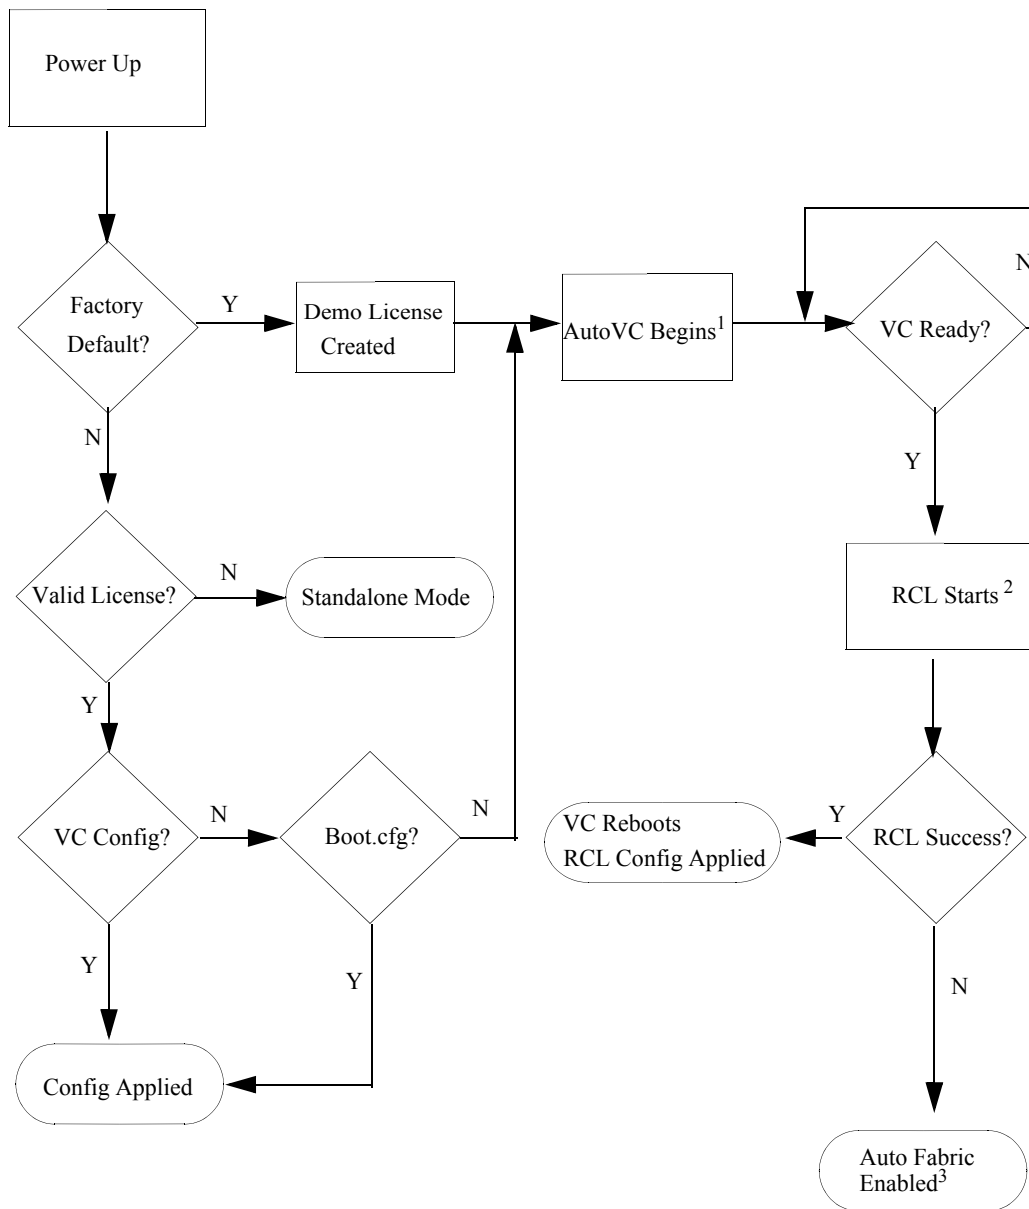 Power Up
Factory
Default?
Y
Demo License
Created
AutoVC Begins1
VC Ready?
N
N
Y
Valid License?
N
Standalone Mode
RCL Starts 2
Y
VC Config?
N
Boot.cfg?
N
VC Reboots
RCL Config Applied
Y
RCL Success?
Y
Y
N
Config Applied
Auto Fabric
Enabled3